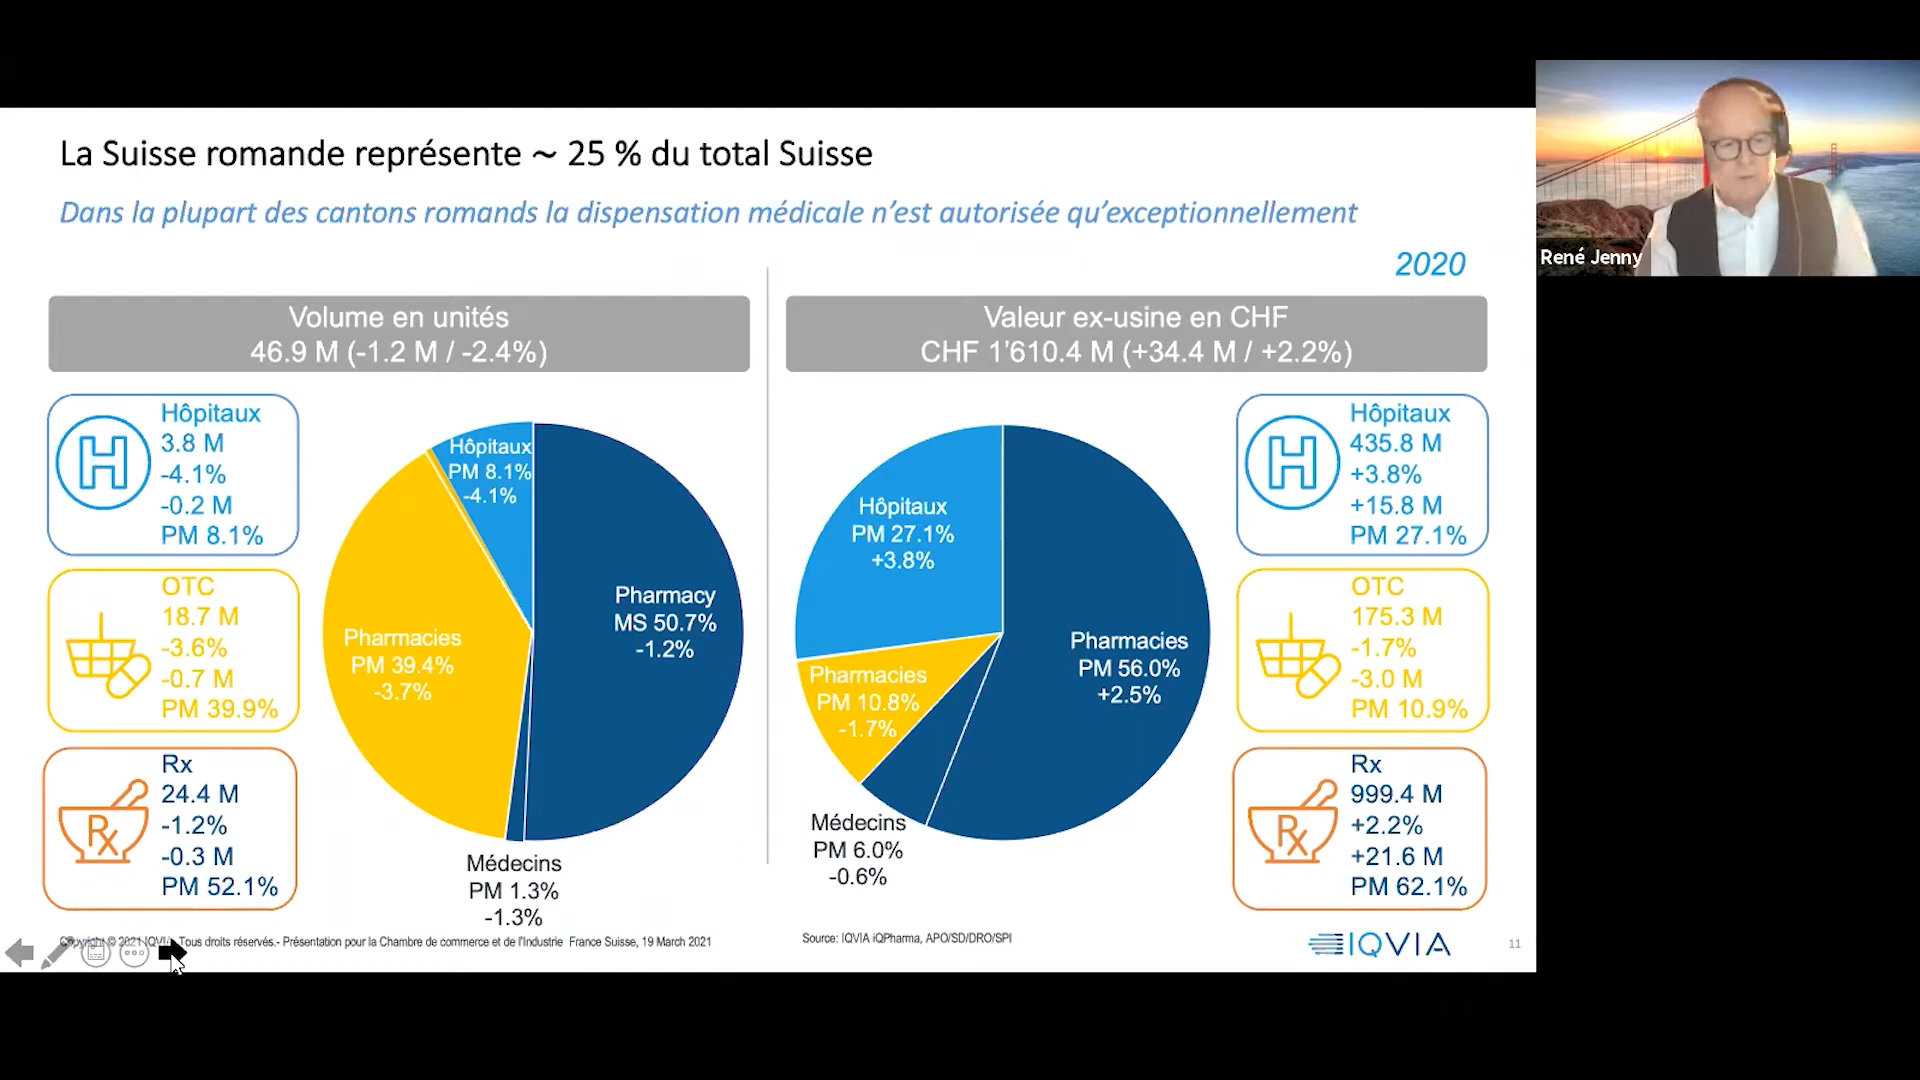 La Suisse romande représente ~ 25 % du total Suisse
Dans la plupart des cantons romands la dispensation médicale n'est autorisée qu'exceptionnellement
2020
René Jenny
Volume en unités
46.9 M (-1.2 M / -2.4%)
Valeur ex-usine en CHF
CHF 1'610.4 M (+34.4 M / +2.2%)
H
Hôpitaux
3.8 M
-4.1%
-0.2 M
PM 8.1%
OTC
18.7 M
-3.6%
-0.7 M
PM 39.9%
Rx
Rx
24.4 M
-1.2%
-0.3 M
PM 52.1%
Hôpitaux
PM 8.1%
-4.1%
Pharmacy
MS 50.7%
-1.2%
Pharmacies
PM 39.4%
-3.7%
Médecins
PM 1.3%
-1.3%
Hôpitaux
PM 27.1%
+3.8%
Pharmacies
PM 56.0%
+2.5%
Pharmacies
PM 10.8%
-1.7%
Médecins
PM 6.0%
-0.6%
H
Hôpitaux
435.8 M
+3.8%
+15.8 M
PM 27.1%
OTC
175.3 M
-1.7%
-3.0 M
PM 10.9%
Rx
Rx
999.4 M
+2.2%
+21.6 M
PM 62.1%
Copyright © 2021 IQVIA. Tous droits réservés.- Présentation pour la Chambre de commerce et de l'Industrie France Suisse, 19 March 2021
Source: IQVIA iQPharma, APO/SD/DRO/SPI
IQVIA
11